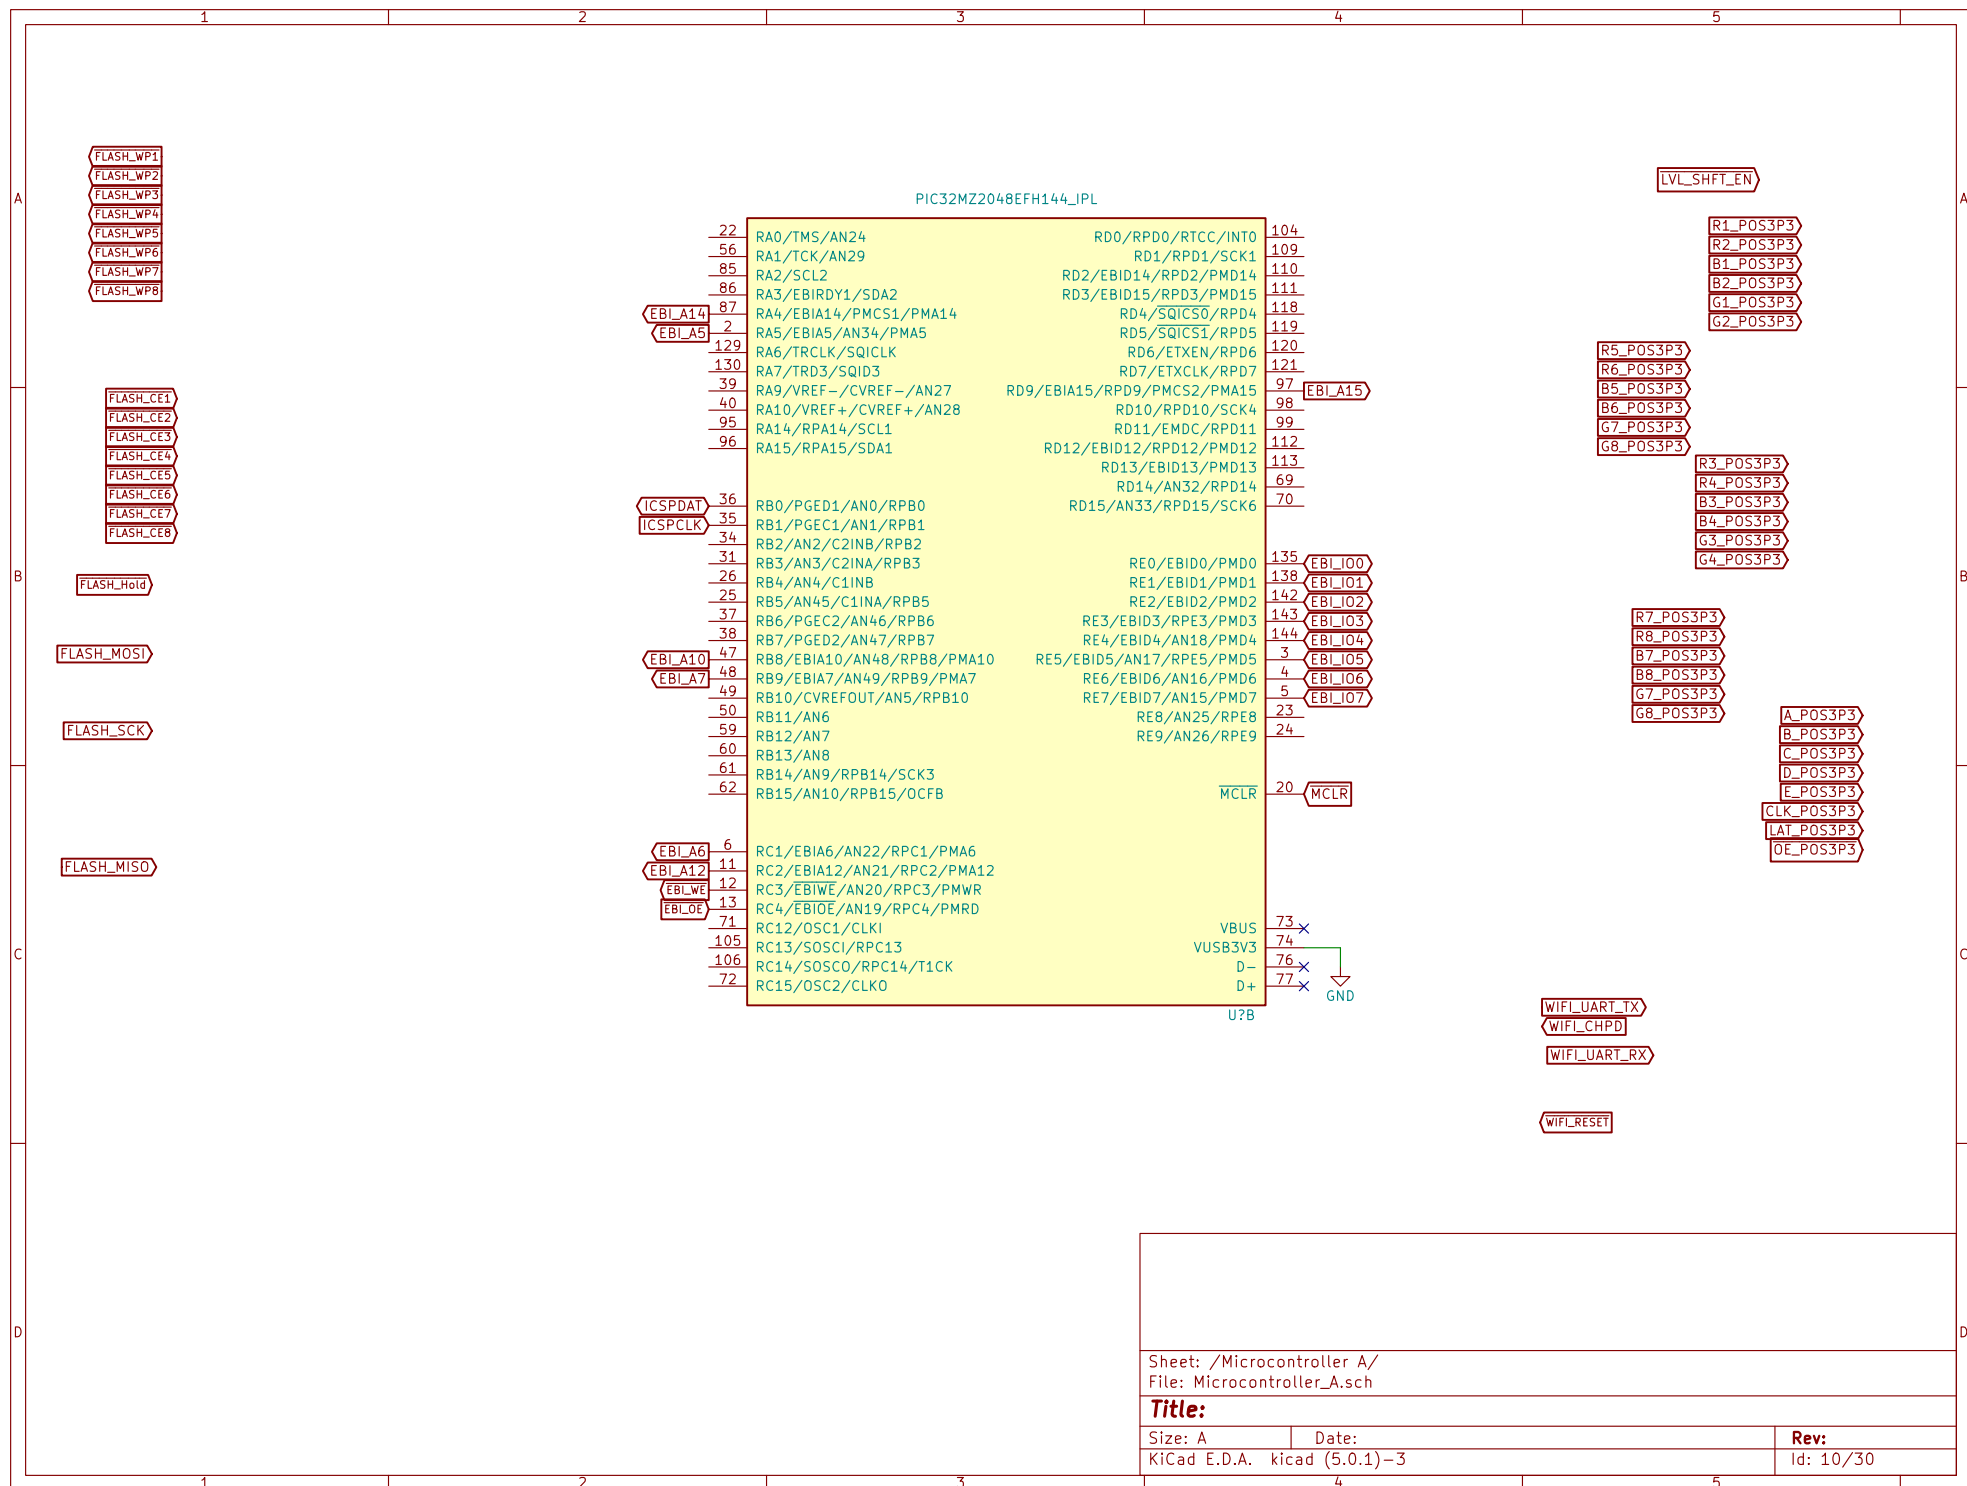 1 2 3 4 5
A A
B B
C C
D D
FLASH_WP1
FLASH_WP2
FLASH_WP3
FLASH_WP4
FLASH_WP5
FLASH_WP6
FLASH_WP7
FLASH_WP8
FLASH_CE1
FLASH_CE2
FLASH_CE3
FLASH_CE4
FLASH_CE5
FLASH_CE6
FLASH_CE7
FLASH_CE8
FLASH_Hold
FLASH_MOSI
FLASH_SCK
FLASH_MISO
PIC32MZ2048EFH144_IPL
22 RA0/TMS/AN24
56 RA1/TCK/AN29
85 RA2/SCL2
86 RA3/EBIRDY1/SDA2
EBI_A14 87 RA4/EBIA14/PMCS1/PMA14
EBI_A5 2 RA5/EBIA5/AN34/PMA5
129 RA6/TRCLK/SQICLK
130 RA7/TRD3/SQID3
39 RA9/VREF-/CVREF-/AN27
40 RA10/VREF+/CVREF+/AN28
95 RA14/RPA14/SCL1
96 RA15/RPA15/SDA1
ICSPDAT 36 RB0/PGED1/AN0/RPB0
ICSPCLK 35 RB1/PGEC1/AN1/RPB1
34 RB2/AN2/C2INB/RPB2
31 RB3/AN3/C2INA/RPB3
26 RB4/AN4/C1INB
25 RB5/AN45/C1INA/RPB5
37 RB6/PGEC2/AN46/RPB6
38 RB7/PGED2/AN47/RPB7
EBI_A10 47 RB8/EBIA10/AN48/RPB8/PMA10
EBI_A7 48 RB9/EBIA7/AN49/RPB9/PMA7
49 RB10/CVREFOUT/AN5/RPB10
50 RB11/AN6
59 RB12/AN7
60 RB13/AN8
61 RB14/AN9/RPB14/SCK3
62 RB15/AN10/RPB15/OCFB
EBI_A6 6 RC1/EBIA6/AN22/RPC1/PMA6
EBI_A12 11 RC2/EBIA12/AN21/RPC2/PMA12
EBI_WE 12 RC3/EBIWE/AN20/RPC3/PMWR
EBI_OE 13 RC4/EBIOE/AN19/RPC4/PMRD
71 RC12/OSC1/CLKI
105 RC13/SOSCI/RPC13
106 RC14/SOSCO/RPC14/T1CK
72 RC15/OSC2/CLKO
RD0/RPD0/RTCC/INT0 104
RD1/RPD1/SCK1 109
RD2/EBID14/RPD2/PMD14 110
RD3/EBID15/RPD3/PMD15 111
RD4/SQICS0/RPD4 118
RD5/SQICS1/RPD5 119
RD6/ETXEN/RPD6 120
RD7/ETXCLK/RPD7 121
RD9/EBIA15/RPD9/PMCS2/PMA15 97 EBI_A15
RD10/RPD10/SCK4 98
RD11/EMDC/RPD11 99
RD12/EBID12/RPD12/PMD12 112
RD13/EBID13/PMD13 113
RD14/AN32/RPD14 69
RD15/AN33/RPD15/SCK6 70
RE0/EBID0/PMD0 135 EBI_IO0
RE1/EBID1/PMD1 138 EBI_IO1
RE2/EBID2/PMD2 142 EBI_IO2
RE3/EBID3/RPE3/PMD3 143 EBI_IO3
RE4/EBID4/AN18/PMD4 144 EBI_IO4
RE5/EBID5/AN17/RPE5/PMD5 3 EBI_IO5
RE6/EBID6/AN16/PMD6 4 EBI_IO6
RE7/EBID7/AN15/PMD7 5 EBI_IO7
RE8/AN25/RPE8 23
RE9/AN26/RPE9 24
MCLR 20 MCLR
VBUS 73
VUSB3V3 74
D- 76
D+ 77
GND
U?B
LVL_SHFT_EN
R1_POS3P3
R2_POS3P3
B1_POS3P3
B2_POS3P3
G1_POS3P3
G2_POS3P3
R5_POS3P3
R6_POS3P3
B5_POS3P3
B6_POS3P3
G7_POS3P3
G8_POS3P3
R3_POS3P3
R4_POS3P3
B3_POS3P3
B4_POS3P3
G3_POS3P3
G4_POS3P3
R7_POS3P3
R8_POS3P3
B7_POS3P3
B8_POS3P3
G7_POS3P3
G8_POS3P3
A_POS3P3
B_POS3P3
C_POS3P3
D_POS3P3
E_POS3P3
CLK_POS3P3
LAT_POS3P3
OE_POS3P3
WIFI_UART_TX
WIFI_CHPD
WIFI_UART_RX
WIFI_RESET
Sheet: /Microcontroller A/
File: Microcontroller_A.sch
Title:
Size: A Date: Rev:
KiCad E.D.A. kicad (5.0.1)-3 Id: 10/30
1 2 3 4 5